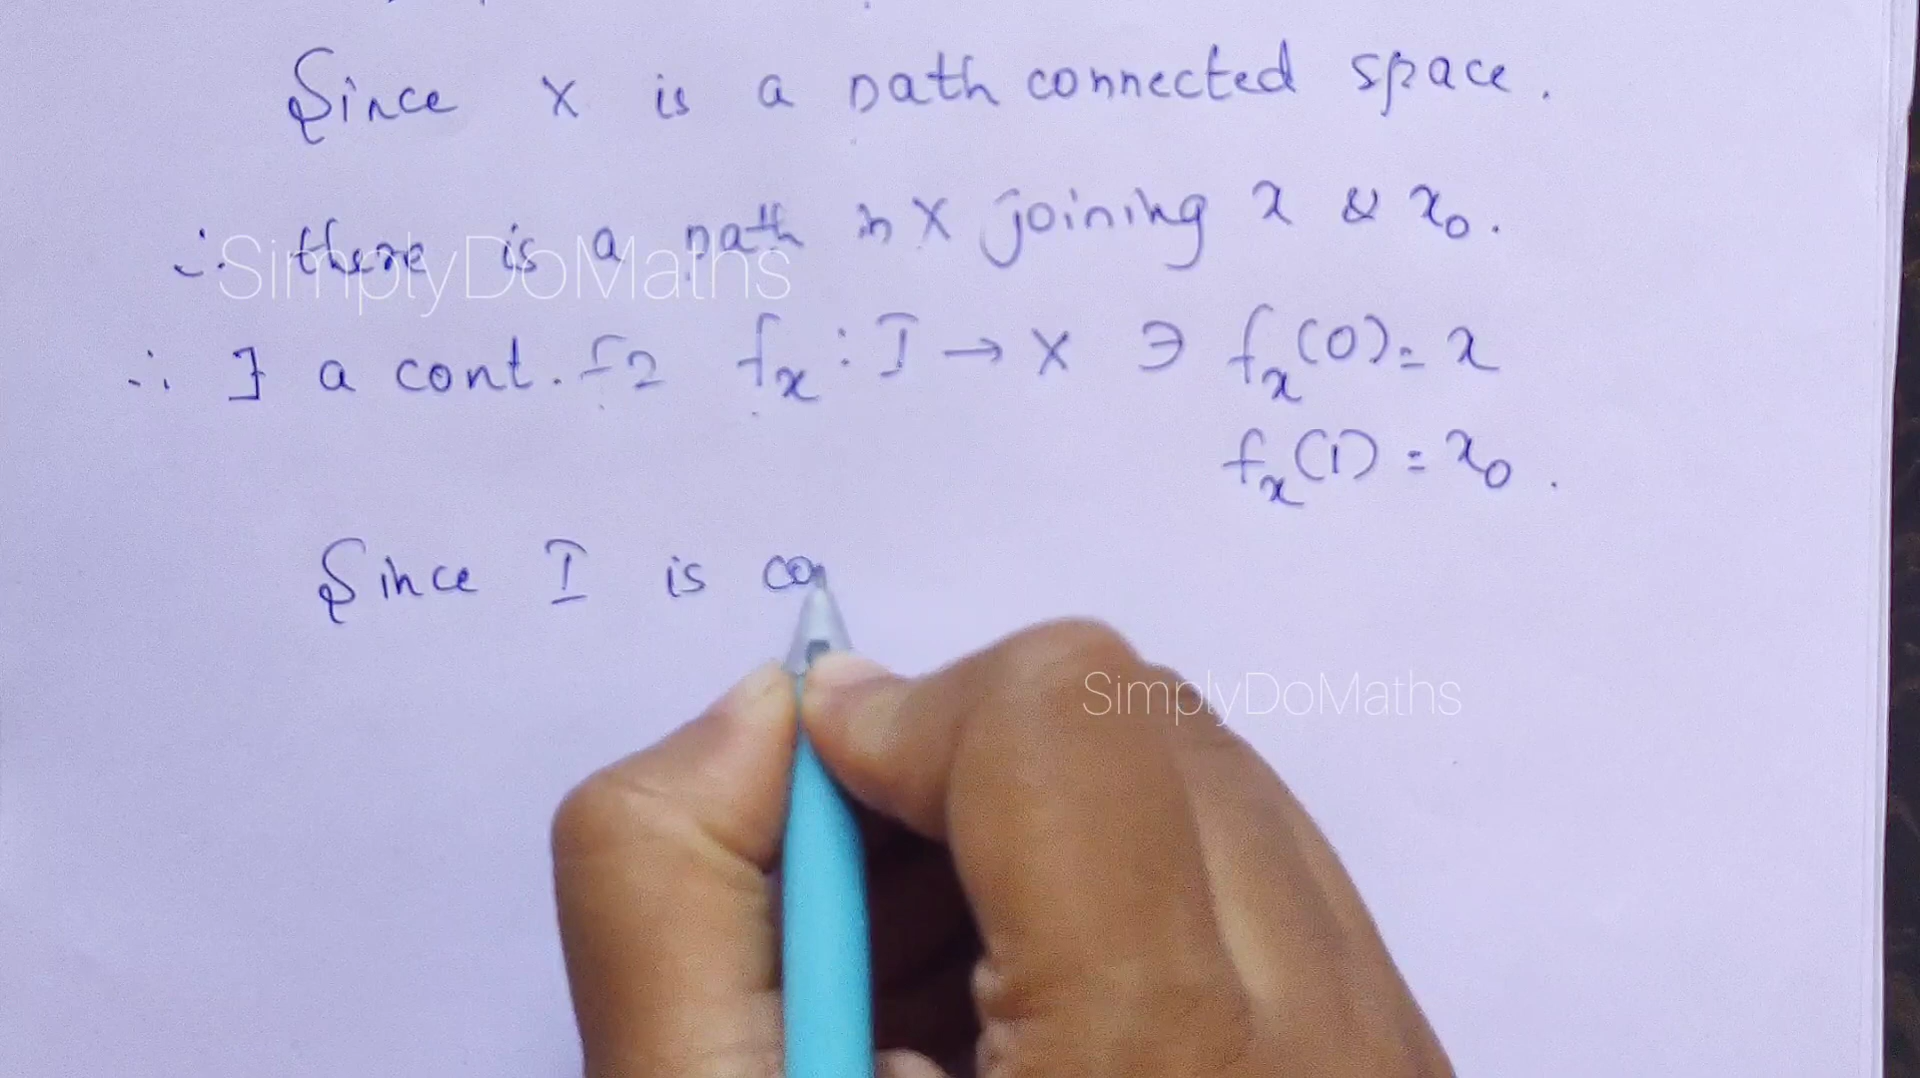 Since X is a path connected space.
∴ there is a path in X joining x & x₀.
SimplyDoMaths
∴ ∃ a cont. fn fₓ : I → X ∋ fₓ(0) = x
fₓ(1) = x₀.
Since I is co
SimplyDoMaths